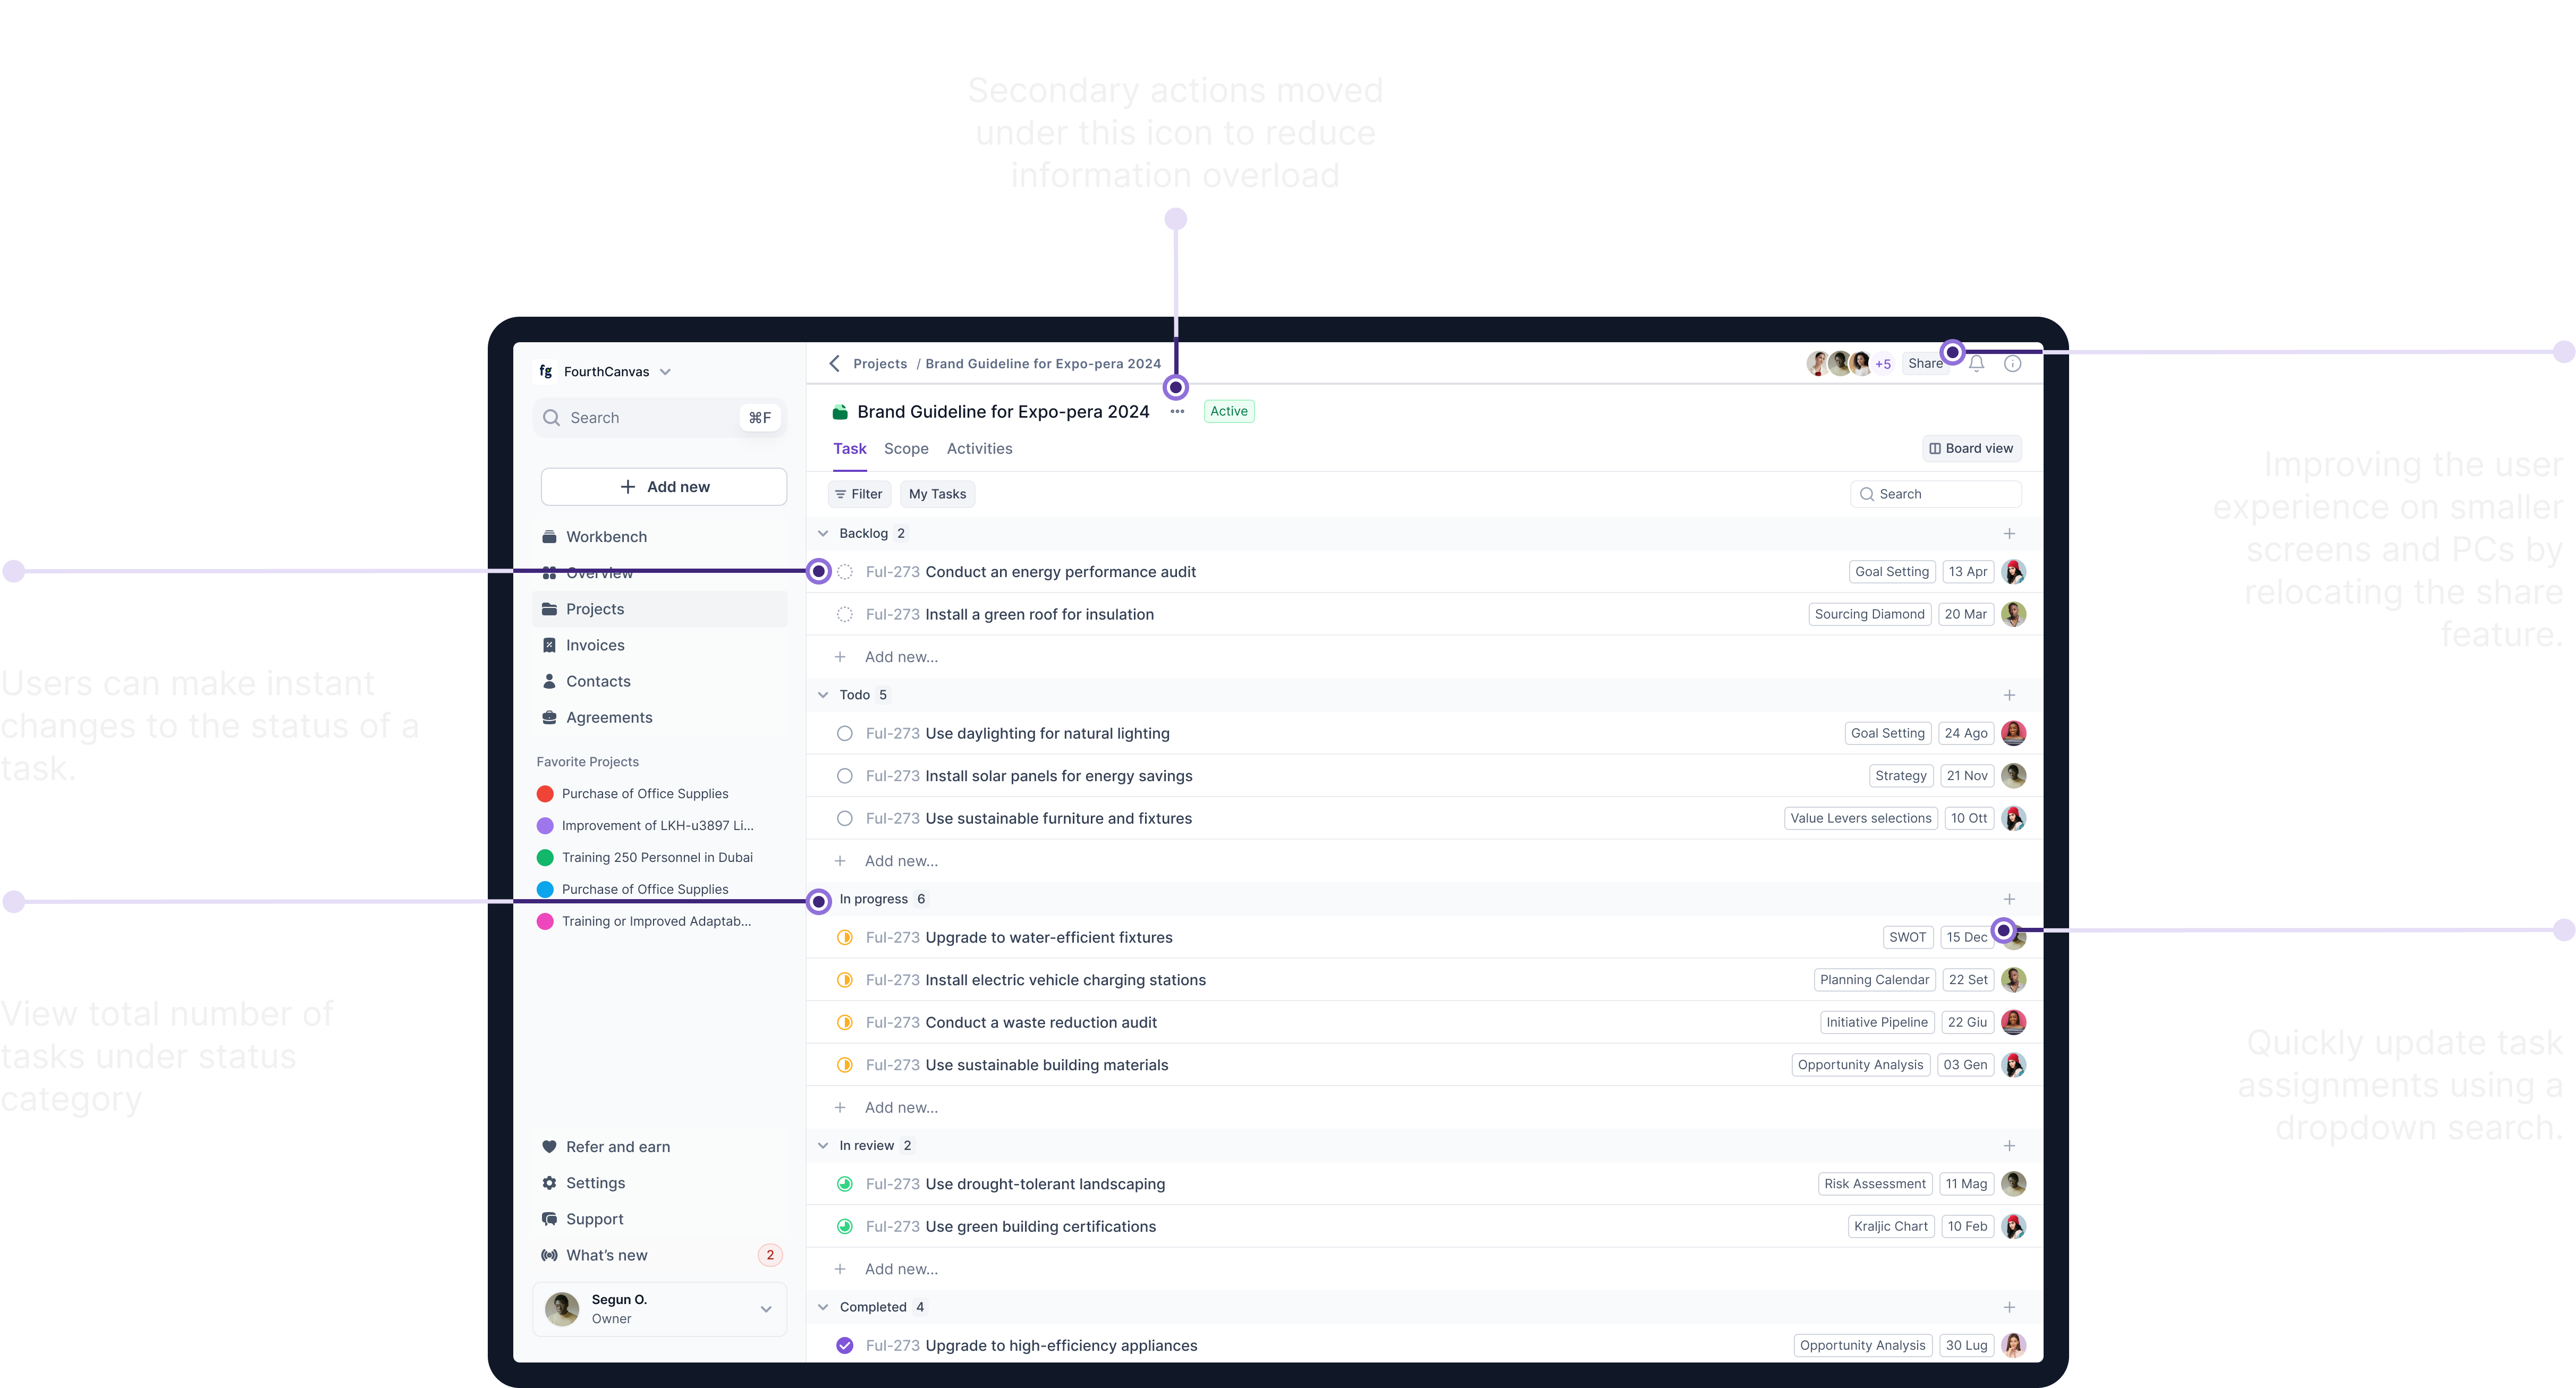 Secondary actions moved
under this icon to reduce
information overload
Users can make instant
changes to the status of a
task.
View total number of
tasks under status
category
fg FourthCanvas
Search ⌘F
+ Add new
Workbench
Overview
Projects
Invoices
Contacts
Agreements
Favorite Projects
Purchase of Office Supplies
Improvement of LKH-u3897 Li...
Training 250 Personnel in Dubai
Purchase of Office Supplies
Training or Improved Adaptab...
Refer and earn
Settings
Support
What's new 2
Segun O.
Owner
Projects / Brand Guideline for Expo-pera 2024 +5 Share
Brand Guideline for Expo-pera 2024 ••• Active
Task Scope Activities Board view
Filter My Tasks Search
Backlog 2 +
Ful-273 Conduct an energy performance audit Goal Setting 13 Apr
Ful-273 Install a green roof for insulation Sourcing Diamond 20 Mar
+ Add new...
Todo 5 +
Ful-273 Use daylighting for natural lighting Goal Setting 24 Ago
Ful-273 Install solar panels for energy savings Strategy 21 Nov
Ful-273 Use sustainable furniture and fixtures Value Levers selections 10 Ott
+ Add new...
In progress 6 +
Ful-273 Upgrade to water-efficient fixtures SWOT 15 Dec
Ful-273 Install electric vehicle charging stations Planning Calendar 22 Set
Ful-273 Conduct a waste reduction audit Initiative Pipeline 22 Giu
Ful-273 Use sustainable building materials Opportunity Analysis 03 Gen
+ Add new...
In review 2 +
Ful-273 Use drought-tolerant landscaping Risk Assessment 11 Mag
Ful-273 Use green building certifications Kraljic Chart 10 Feb
+ Add new...
Completed 4 +
Ful-273 Upgrade to high-efficiency appliances Opportunity Analysis 30 Lug
Improving the user
experience on smaller
screens and PCs by
relocating the share
feature.
Quickly update task
assignments using a
dropdown search.